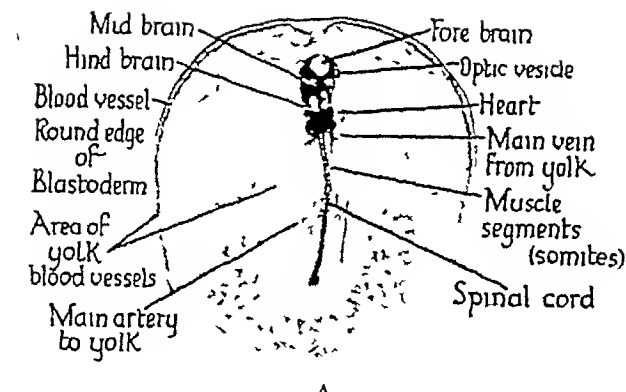 Mid brain
Hind brain
Blood vessel
Round edge
of
Blastoderm
Area of
yolk
blood vessels
Main artery
to yolk
Fore brain
Optic vesicle
Heart
Main vein
from yolk
Muscle
segments
(somites)
Spinal cord
A